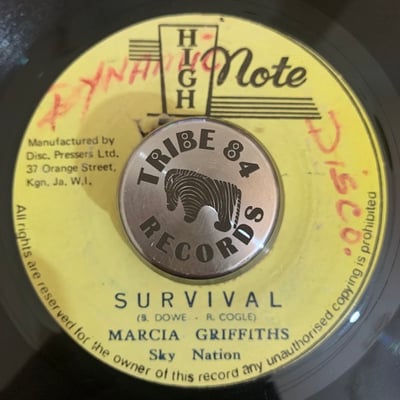 HIGH Note
DYNAMIC
DISCO.
Manufactured by
Disc. Pressers Ltd.
37 Orange Street,
Kgn, Ja. W.I.,
TRIBE 84
RECORDS
SURVIVAL
(B. DOWE - R. COGLE)
MARCIA GRIFFITHS
Sky Nation
All rights are reserved for the owner of this record any unauthorised copying is prohibited